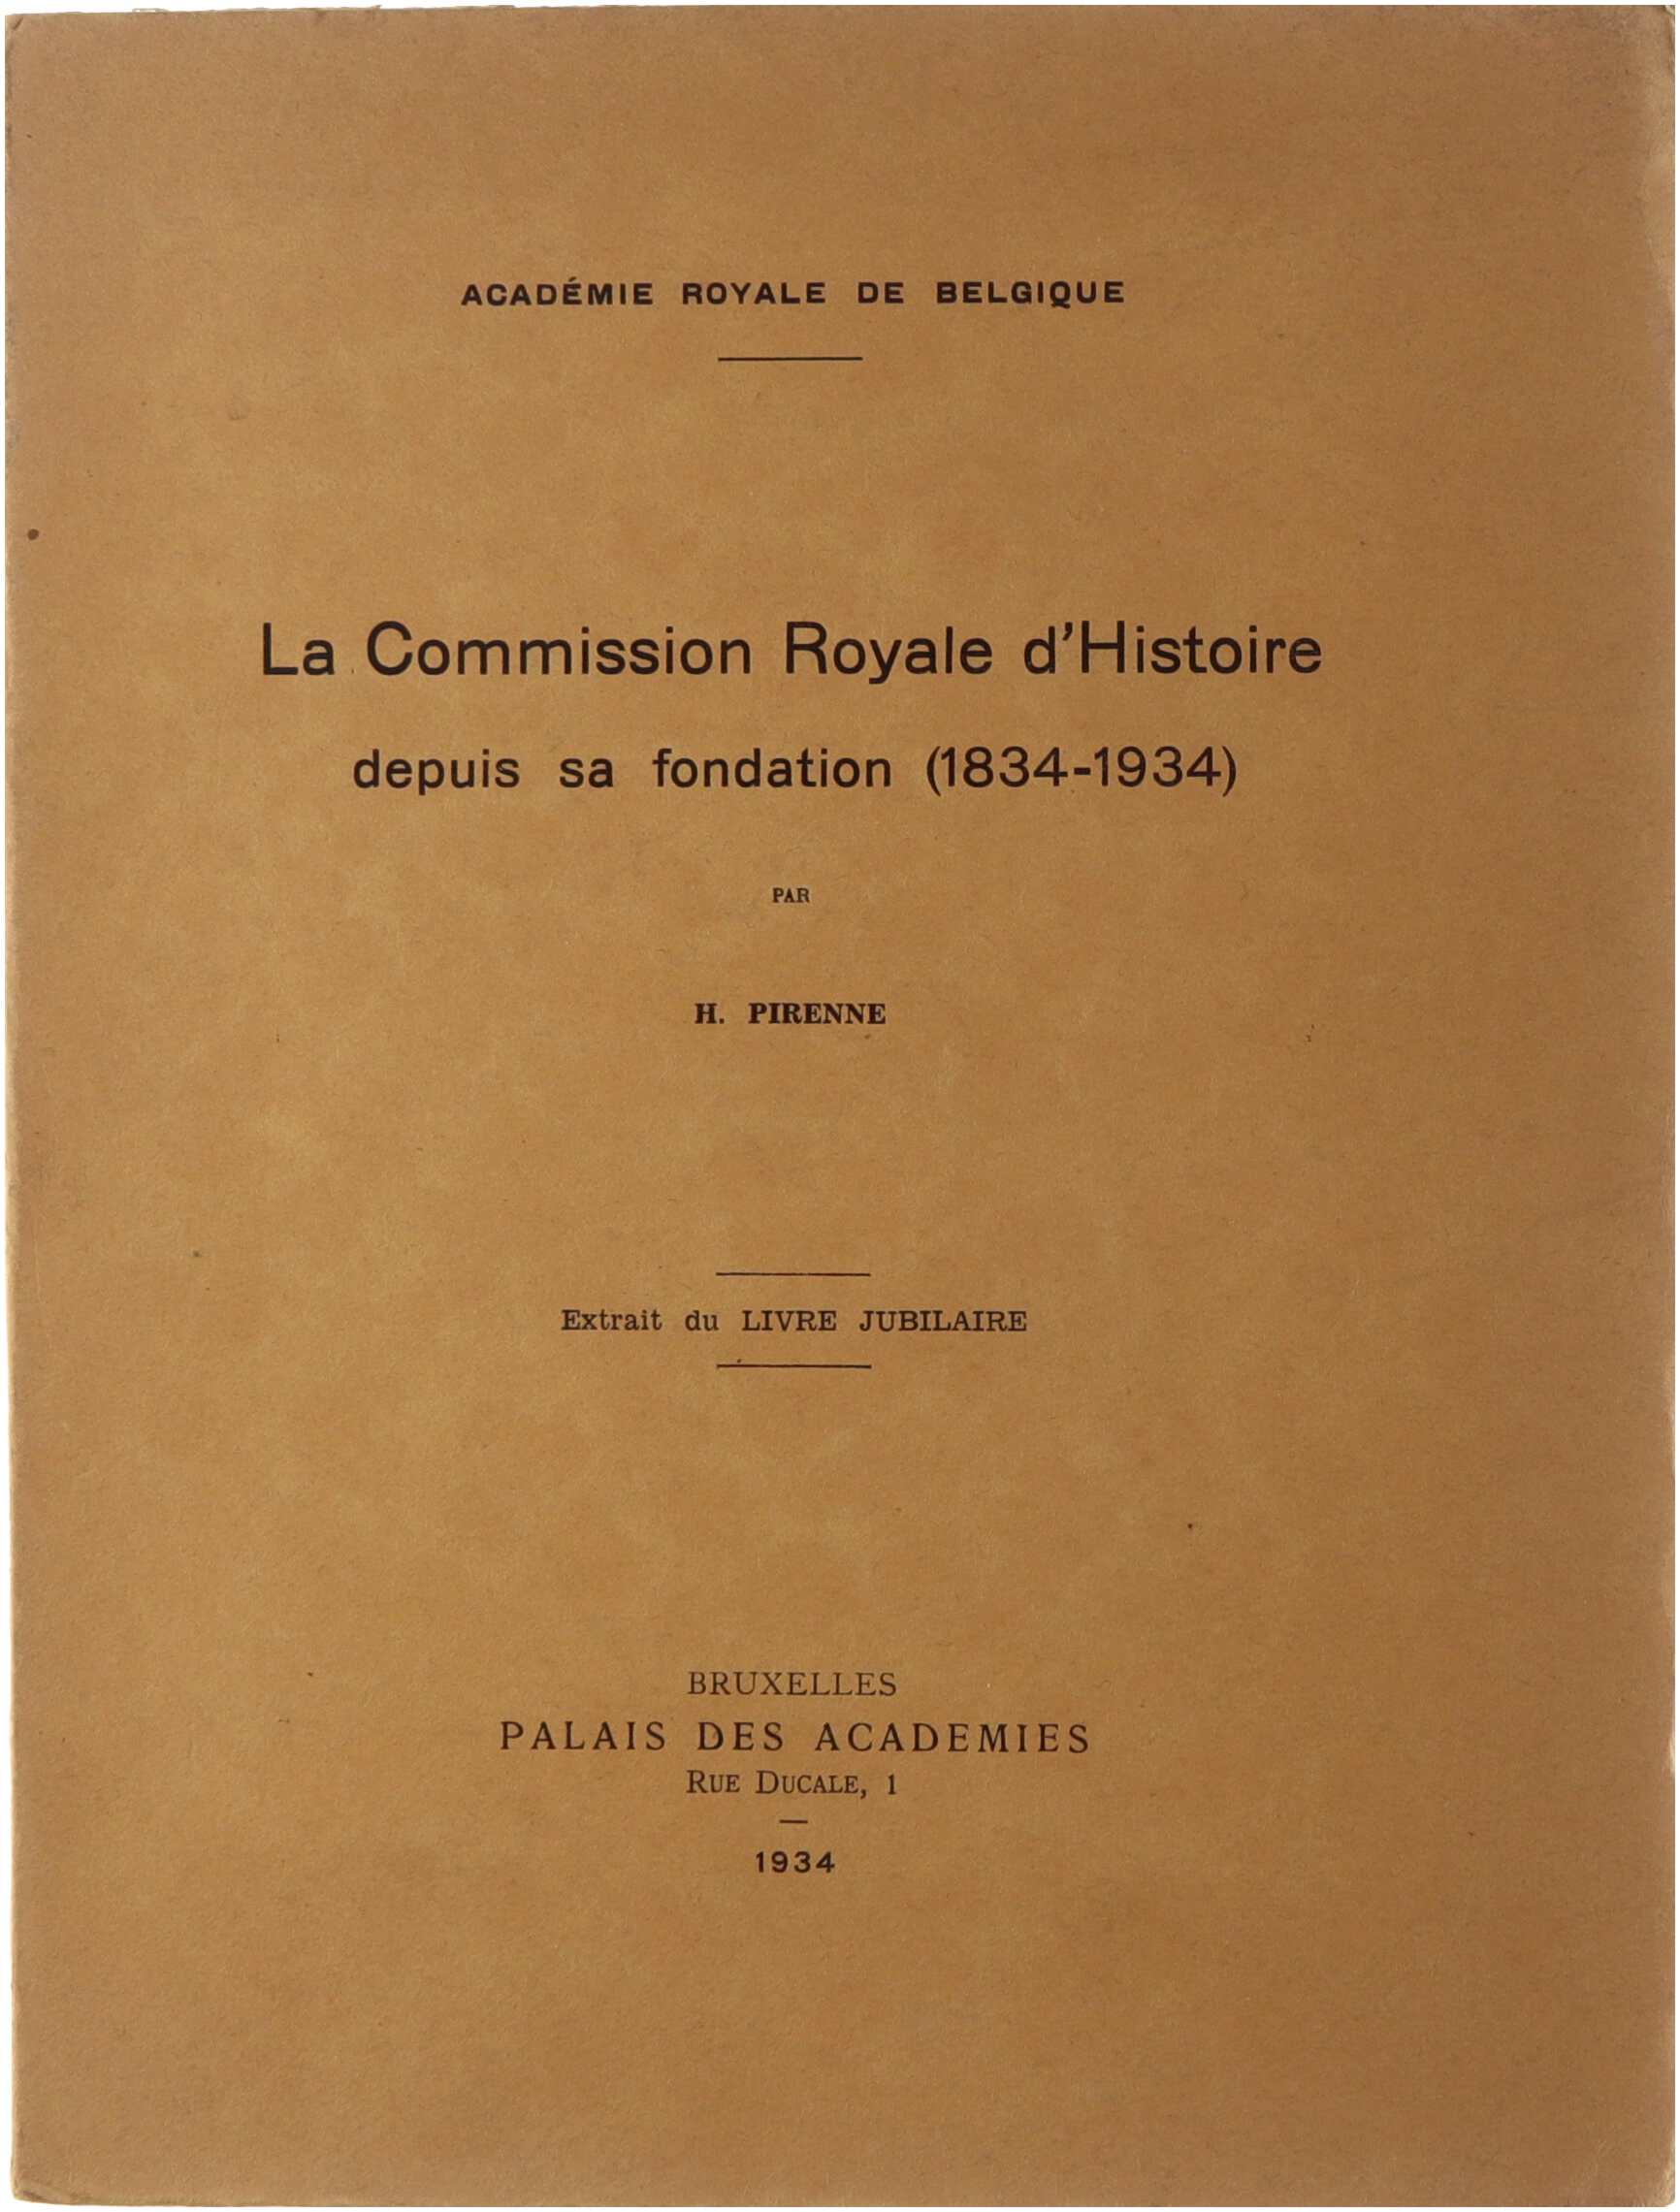 ACADÉMIE ROYALE DE BELGIQUE
La Commission Royale d'Histoire
depuis sa fondation (1834-1934)
PAR
H. PIRENNE
Extrait du LIVRE JUBILAIRE
BRUXELLES
PALAIS DES ACADEMIES
RUE DUCALE, 1
1934